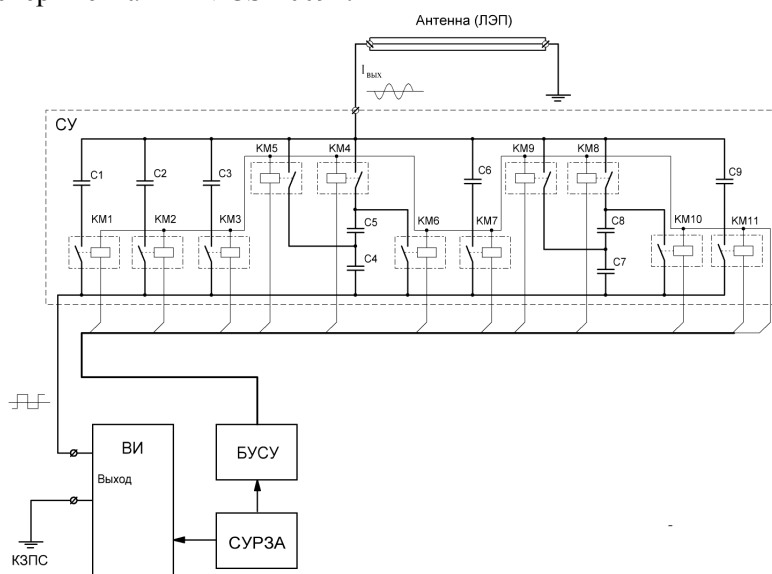 Антенна (ЛЭП)
I вых
СУ
KM5 KM4 KM9 KM8
C1 C2 C3 C6 C9
KM1 KM2 KM3 C5 KM6 KM7 C8 KM10 KM11
C4 C7
ВИ
Выход
БУСУ
СУРЗА
КЗПС